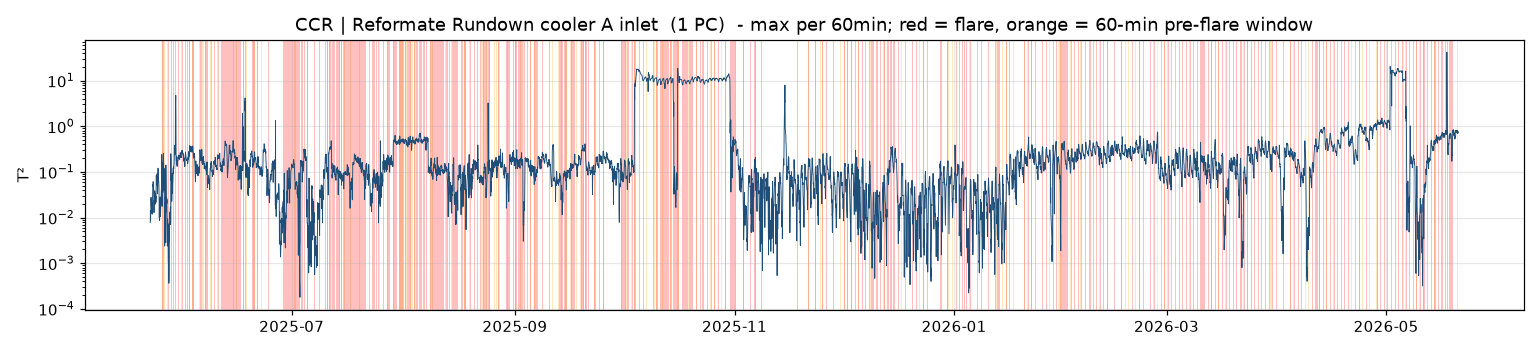 CCR | Reformate Rundown cooler A inlet  (1 PC)  - max per 60min; red = flare, orange = 60-min pre-flare window
T²
10¹
10⁰
10⁻¹
10⁻²
10⁻³
10⁻⁴
2025-07 2025-09 2025-11 2026-01 2026-03 2026-05